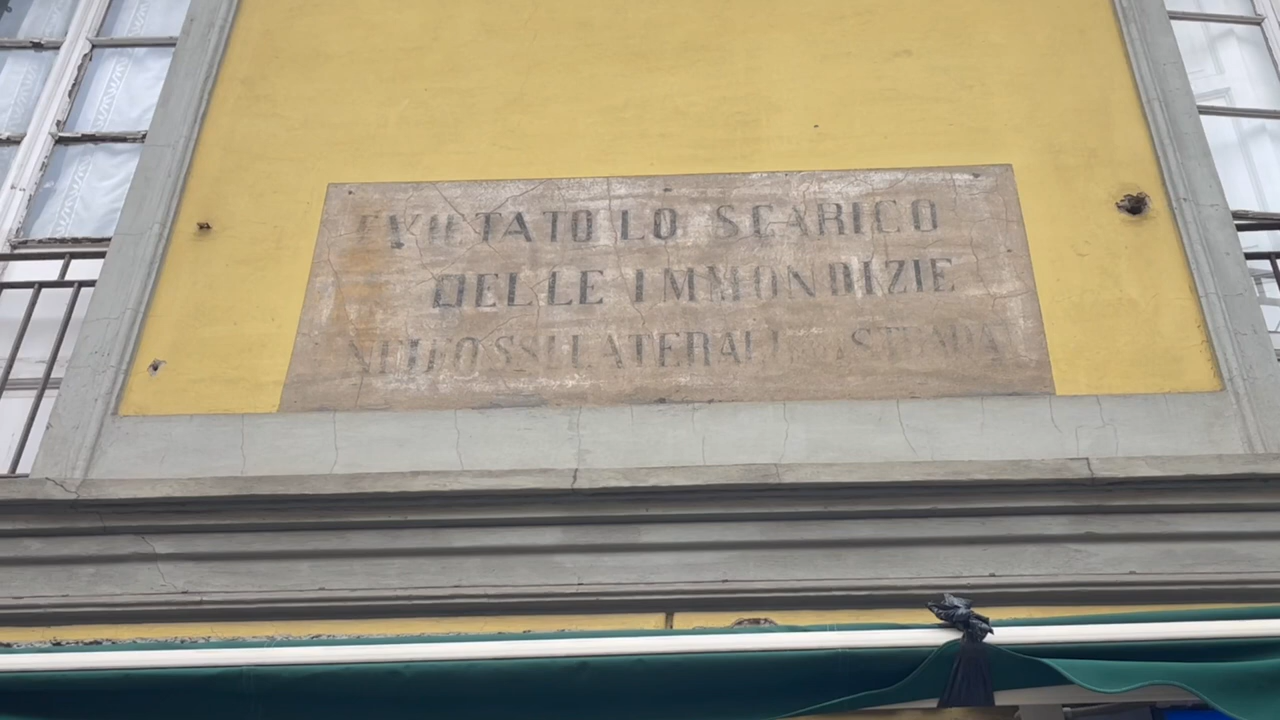 E VIETATO LO SCARICO
DELLE IMMONDIZIE
NEI FOSSI LATERALI STRADA